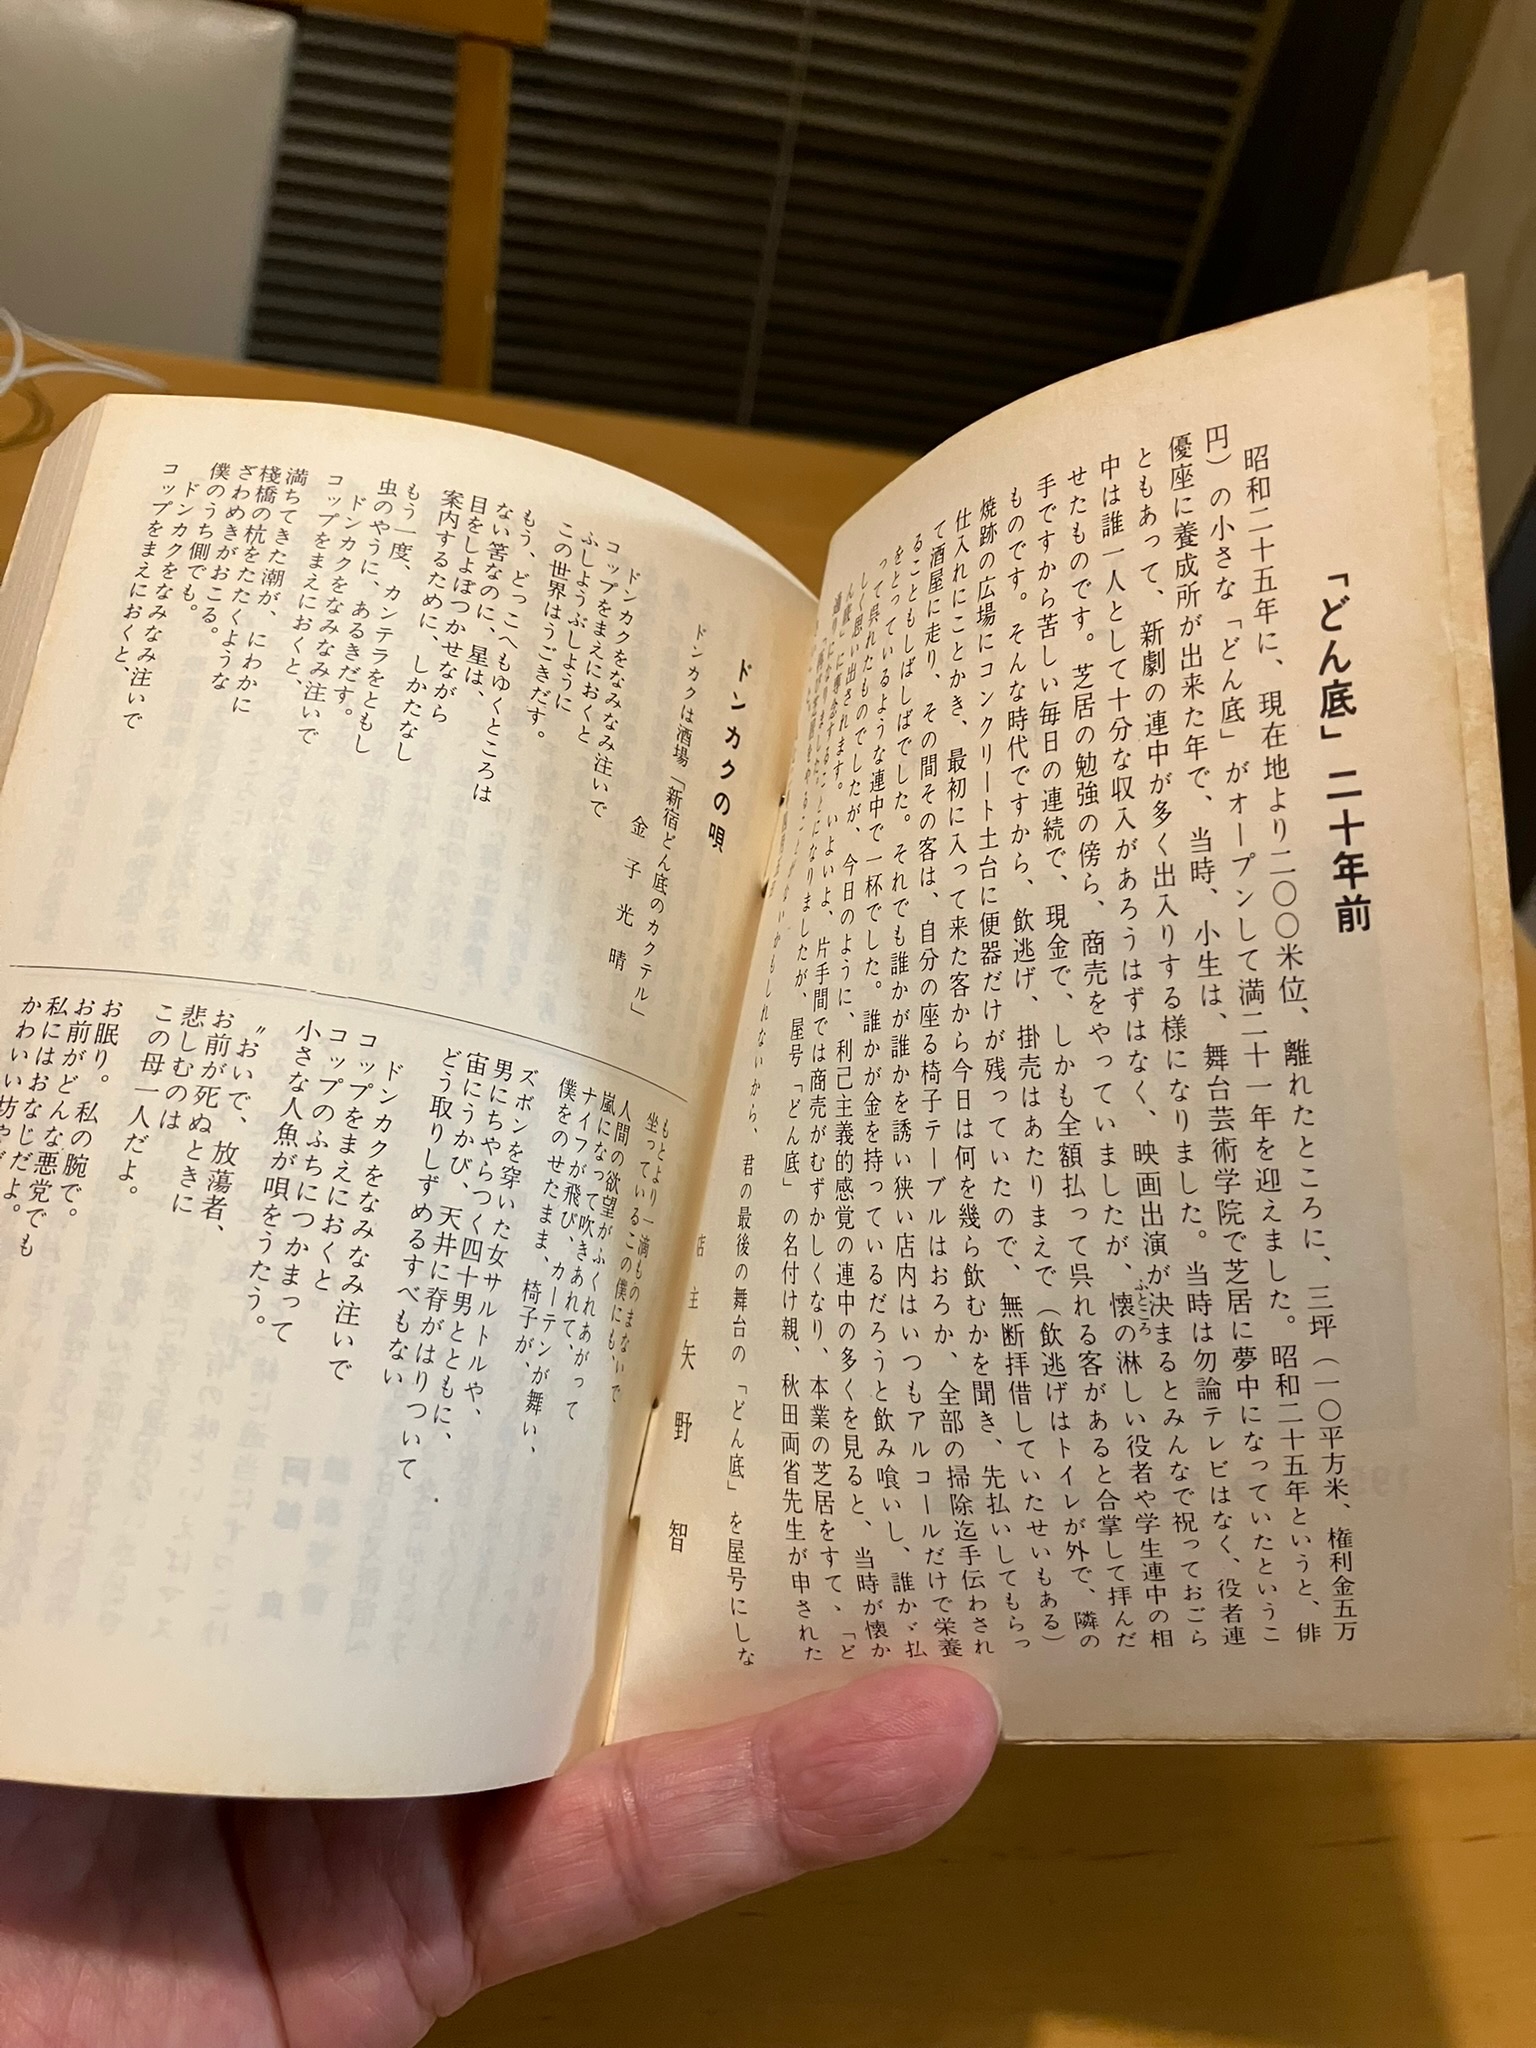 「どん底」二十年前
昭和二十五年に、現在地より二〇〇米位、離れたところに、三坪（一〇平方米、権利金五万
円）の小さな「どん底」がオープンして満二十一年を迎えました。昭和二十五年というと、俳
優座に養成所が出来た年で、当時、小生は、舞台芸術学院で芝居に夢中になっていたというこ
ともあって、新劇の連中が多く出入りする様になりました。当時は勿論テレビはなく、役者連
中は誰一人として十分な収入があろうはずはなく、映画出演が決まるとみんなで祝っておごら
せたものです。芝居の勉強の傍ら、商売をやっていましたが、懐の淋しい役者や学生連中の相
ふところ
手ですから苦しい毎日の連続で、現金で、しかも全額払って呉れる客があると合掌して拝んだ
ものです。そんな時代ですから、飲逃げ、掛売はあたりまえで（飲逃げはトイレが外で、隣の
焼跡の広場にコンクリート土台に便器だけが残っていたので、無断拝借していたせいもある）
仕入れにことかき、最初に入って来た客から今日は何を幾ら飲むかを聞き、先払いしてもらっ
て酒屋に走り、その間その客は、自分の座る椅子テーブルはおろか、全部の掃除迄手伝わされ
ることもしばしばでした。それでも誰かが誰かを誘い狭い店内はいつもアルコールだけで栄養
をとっているような連中で一杯でした。誰かが金を持っているだろうと飲み喰いし、誰かゞ払
って呉れたものでしたが、今日のように、利己主義的感覚の連中の多くを見ると、当時が懐か
しく思い出されます。いよいよ、片手間では商売がむずかしくなり、本業の芝居をすて、「ど
ん底」に専念することになりましたが、屋号「どん底」の名付け親、秋田雨雀先生が申された
君の最後の舞台の「どん底」を屋号にしな
店主 矢野智
ドンカクの唄
ドンカクは酒場「新宿どん底のカクテル」
金子光晴
ドンカクをなみなみ注いで
コップをまえにおくと
ふしようぶしように
この世界はうごきだす。
もう、どっこへもゆくところは
ない筈なのに、星は、
目をしよぼつかせながら
案内するために、しかたなし
もう一度、カンテラをともし
虫のやうに、あるきだす。
ドンカクをなみなみ注いで
コップをまえにおくと、
満ちてきた潮が、にわかに
棧橋の杭をたたくような
ざわめきがおこる。
僕のうち側でも。
ドンカクをなみなみ注いで
コップをまえにおくと、
もとより一滴ものまないで
坐っているこの僕にも、
人間の欲望がふくれあがって
嵐になって吹きあれて、
ナイフが飛び、カーテンが舞い、
僕をのせたまま、椅子が、
ズボンを穿いた女サルトルや、
男にちやらつく四十男とともに、
宙にうかび、天井に脊がはりついて
どう取りしずめるすべもない
ドンカクをなみなみ注いで
コップをまえにおくと
コップのふちにつかまって
小さな人魚が唄をうたう。
〝おいで、放蕩者、
お前が死ぬときに
悲しむのは
この母一人だよ。
お眠り。私の腕で。
お前がどんな悪党でも
私にはおなじだよ。